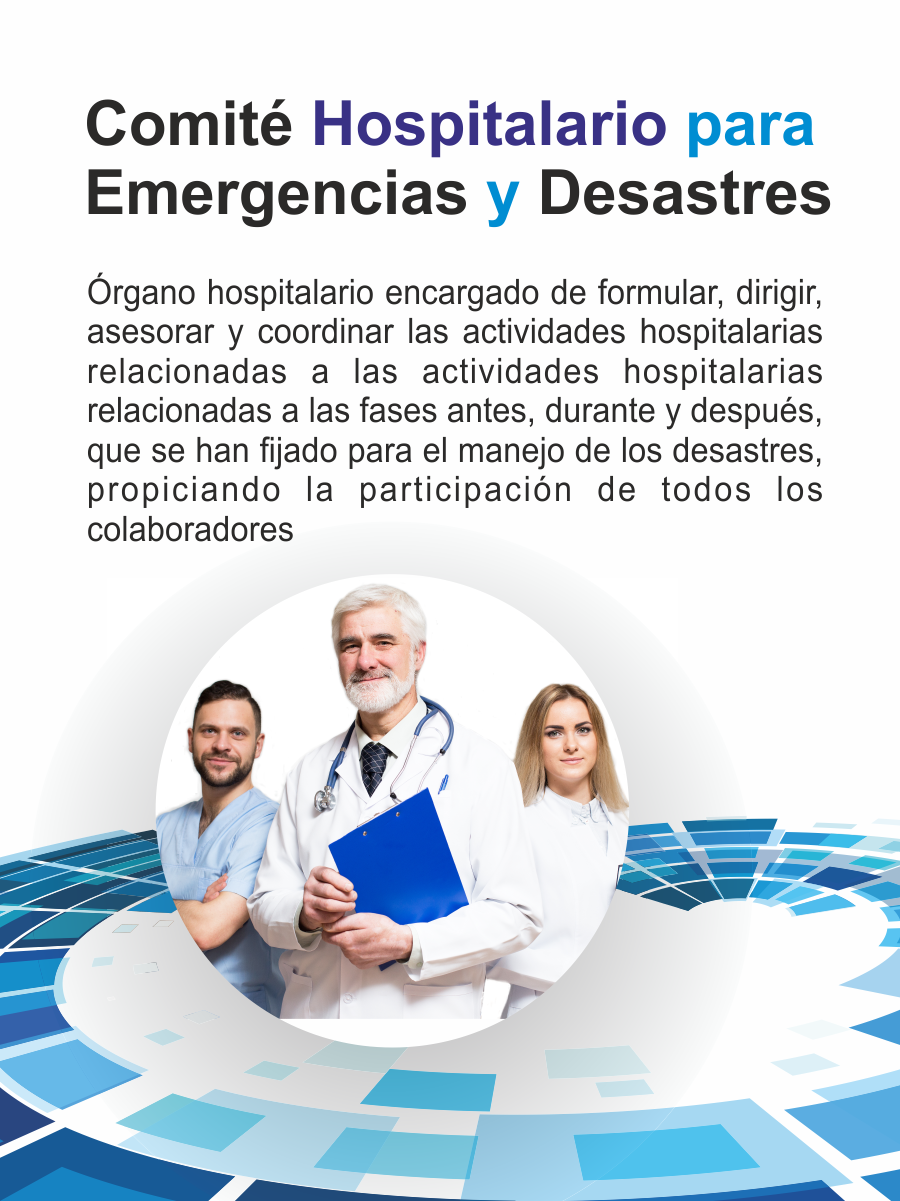 Comité Hospitalario para
Emergencias y Desastres
Órgano hospitalario encargado de formular, dirigir,
asesorar y coordinar las actividades hospitalarias
relacionadas a las actividades hospitalarias
relacionadas a las fases antes, durante y después,
que se han fijado para el manejo de los desastres,
propiciando la participación de todos los
colaboradores